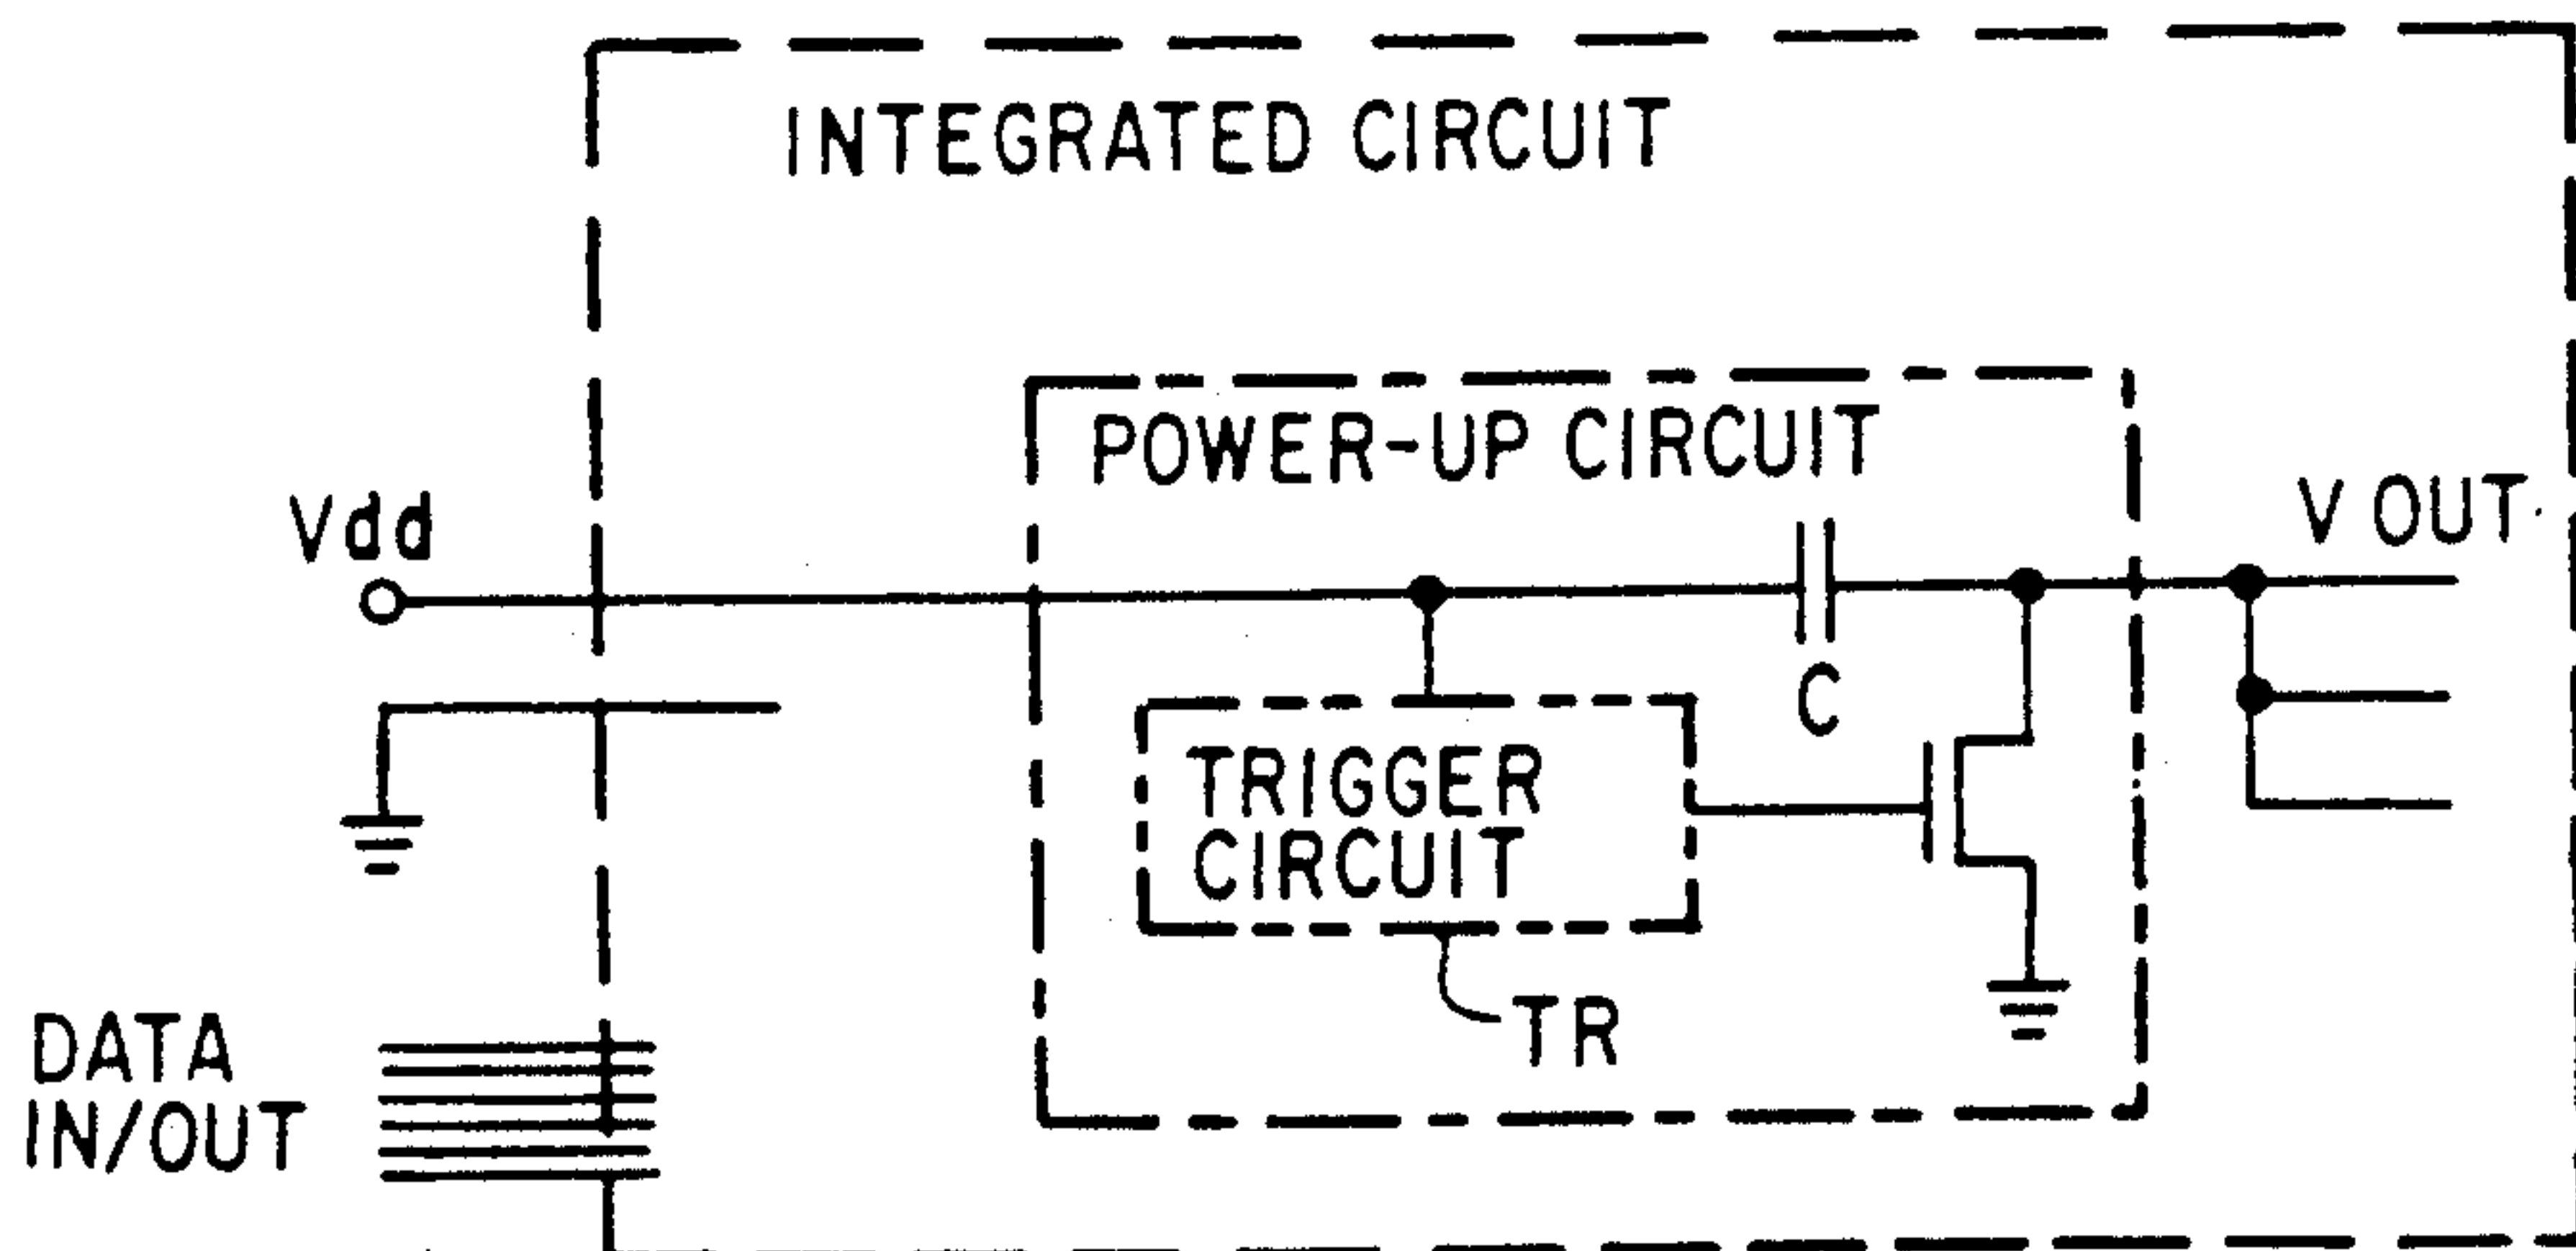 INTEGRATED CIRCUIT
POWER-UP CIRCUIT
Vdd
V OUT
C
TRIGGER
CIRCUIT
TR
DATA
IN/OUT